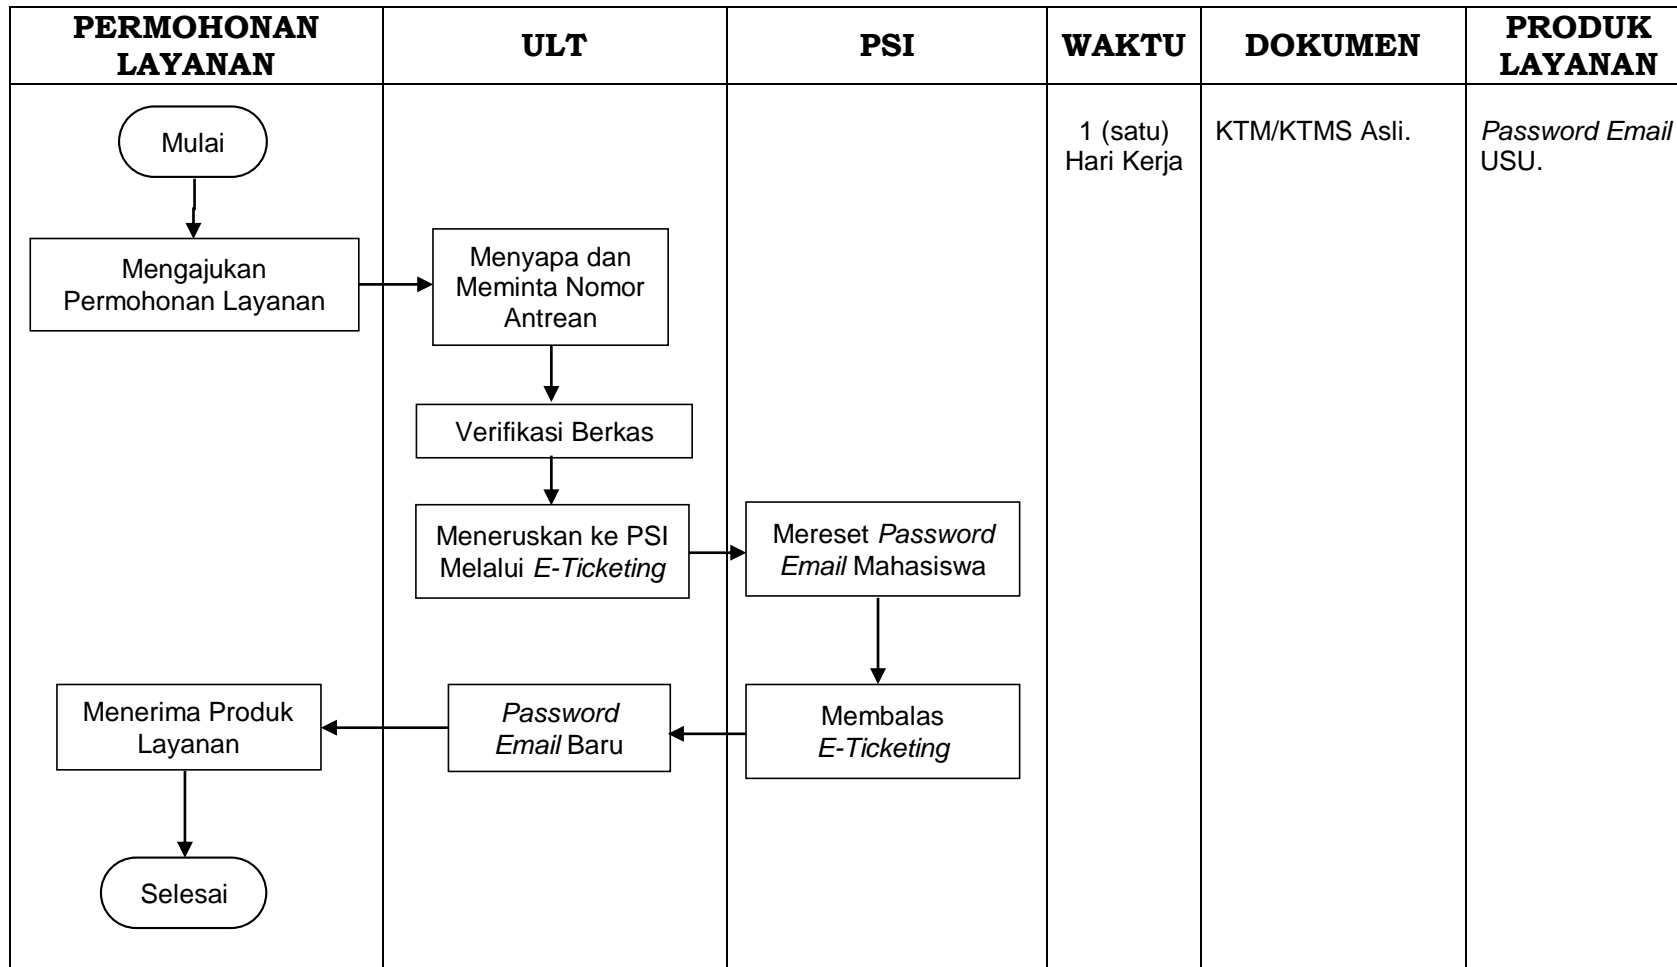 PERMOHONAN
LAYANAN
ULT
PSI
WAKTU
DOKUMEN
PRODUK
LAYANAN
Mulai
1 (satu)
Hari Kerja
KTM/KTMS Asli.
Password Email
USU.
Mengajukan
Permohonan Layanan
Menyapa dan
Meminta Nomor
Antrean
Verifikasi Berkas
Meneruskan ke PSI
Melalui E-Ticketing
Mereset Password
Email Mahasiswa
Membalas
E-Ticketing
Password
Email Baru
Menerima Produk
Layanan
Selesai